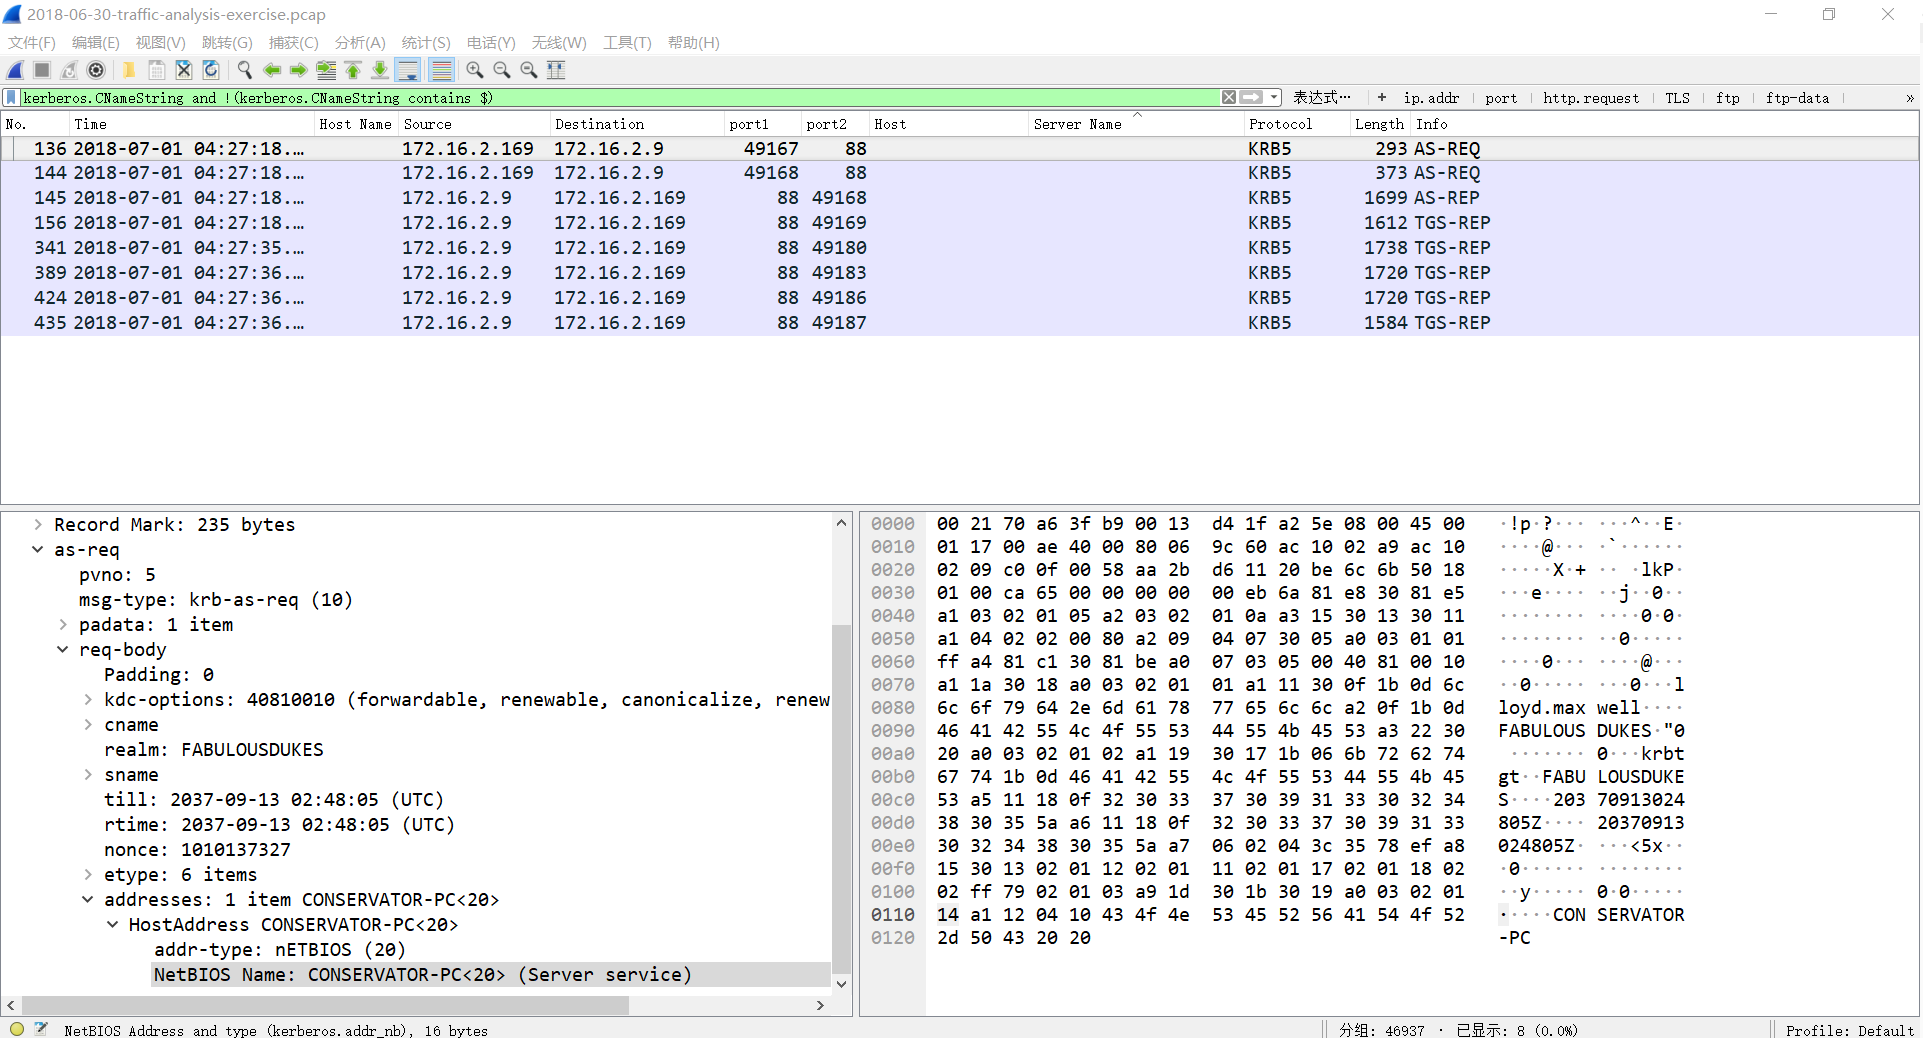 2018-06-30-traffic-analysis-exercise.pcap
文件(F) 编辑(E) 视图(V) 跳转(G) 捕获(C) 分析(A) 统计(S) 电话(Y) 无线(W) 工具(T) 帮助(H)
kerberos.CNameString and !(kerberos.CNameString contains $) 表达式… + ip.addr port http.request TLS ftp ftp-data »
No. Time Host Name Source Destination port1 port2 Host Server Name Protocol Length Info
136 2018-07-01 04:27:18.… 172.16.2.169 172.16.2.9 49167 88 KRB5 293 AS-REQ
144 2018-07-01 04:27:18.… 172.16.2.169 172.16.2.9 49168 88 KRB5 373 AS-REQ
145 2018-07-01 04:27:18.… 172.16.2.9 172.16.2.169 88 49168 KRB5 1699 AS-REP
156 2018-07-01 04:27:18.… 172.16.2.9 172.16.2.169 88 49169 KRB5 1612 TGS-REP
341 2018-07-01 04:27:35.… 172.16.2.9 172.16.2.169 88 49180 KRB5 1738 TGS-REP
389 2018-07-01 04:27:36.… 172.16.2.9 172.16.2.169 88 49183 KRB5 1720 TGS-REP
424 2018-07-01 04:27:36.… 172.16.2.9 172.16.2.169 88 49186 KRB5 1720 TGS-REP
435 2018-07-01 04:27:36.… 172.16.2.9 172.16.2.169 88 49187 KRB5 1584 TGS-REP
Record Mark: 235 bytes
as-req
pvno: 5
msg-type: krb-as-req (10)
padata: 1 item
req-body
Padding: 0
kdc-options: 40810010 (forwardable, renewable, canonicalize, renew
cname
realm: FABULOUSDUKES
sname
till: 2037-09-13 02:48:05 (UTC)
rtime: 2037-09-13 02:48:05 (UTC)
nonce: 1010137327
etype: 6 items
addresses: 1 item CONSERVATOR-PC<20>
HostAddress CONSERVATOR-PC<20>
addr-type: nETBIOS (20)
NetBIOS Name: CONSERVATOR-PC<20> (Server service)
0000 00 21 70 a6 3f b9 00 13 d4 1f a2 5e 08 00 45 00 ·!p·?··· ···^··E·
0010 01 17 00 ae 40 00 80 06 9c 60 ac 10 02 a9 ac 10 ····@··· ·`······
0020 02 09 c0 0f 00 58 aa 2b d6 11 20 be 6c 6b 50 18 ·····X·+ ·· ·lkP·
0030 01 00 ca 65 00 00 00 00 00 eb 6a 81 e8 30 81 e5 ···e···· ··j··0··
0040 a1 03 02 01 05 a2 03 02 01 0a a3 15 30 13 30 11 ········ ····0·0·
0050 a1 04 02 02 00 80 a2 09 04 07 30 05 a0 03 01 01 ········ ··0·····
0060 ff a4 81 c1 30 81 be a0 07 03 05 00 40 81 00 10 ····0··· ····@···
0070 a1 1a 30 18 a0 03 02 01 01 a1 11 30 0f 1b 0d 6c ··0····· ···0···l
0080 6c 6f 79 64 2e 6d 61 78 77 65 6c 6c a2 0f 1b 0d loyd.max well····
0090 46 41 42 55 4c 4f 55 53 44 55 4b 45 53 a3 22 30 FABULOUS DUKES·"0
00a0 20 a0 03 02 01 02 a1 19 30 17 1b 06 6b 72 62 74 ······· 0···krbt
00b0 67 74 1b 0d 46 41 42 55 4c 4f 55 53 44 55 4b 45 gt··FABU LOUSDUKE
00c0 53 a5 11 18 0f 32 30 33 37 30 39 31 33 30 32 34 S····203 70913024
00d0 38 30 35 5a a6 11 18 0f 32 30 33 37 30 39 31 33 805Z···· 20370913
00e0 30 32 34 38 30 35 5a a7 06 02 04 3c 35 78 ef a8 024805Z· ···<5x··
00f0 15 30 13 02 01 12 02 01 11 02 01 17 02 01 18 02 ·0······ ········
0100 02 ff 79 02 01 03 a9 1d 30 1b 30 19 a0 03 02 01 ··y····· 0·0·····
0110 14 a1 12 04 10 43 4f 4e 53 45 52 56 41 54 4f 52 ·····CON SERVATOR
0120 2d 50 43 20 20 -PC
NetBIOS Address and type (kerberos.addr_nb), 16 bytes 分组: 46937 · 已显示: 8 (0.0%) Profile: Default